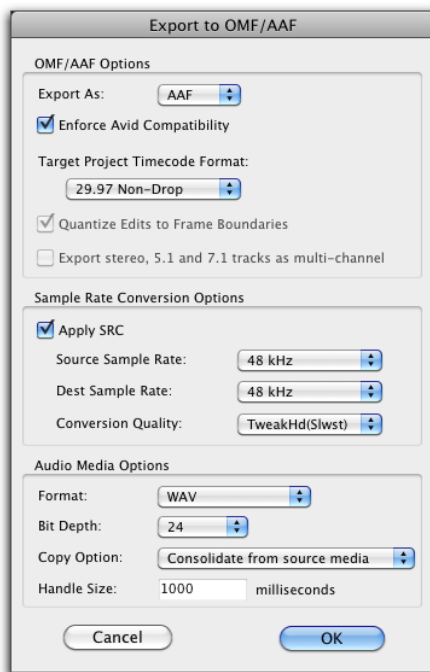 Export to OMF/AAF
OMF/AAF Options
Export As: AAF
Enforce Avid Compatibility
Target Project Timecode Format:
29.97 Non-Drop
Quantize Edits to Frame Boundaries
Export stereo, 5.1 and 7.1 tracks as multi-channel
Sample Rate Conversion Options
Apply SRC
Source Sample Rate: 48 kHz
Dest Sample Rate: 48 kHz
Conversion Quality: TweakHd(Slwst)
Audio Media Options
Format: WAV
Bit Depth: 24
Copy Option: Consolidate from source media
Handle Size: 1000 milliseconds
Cancel OK